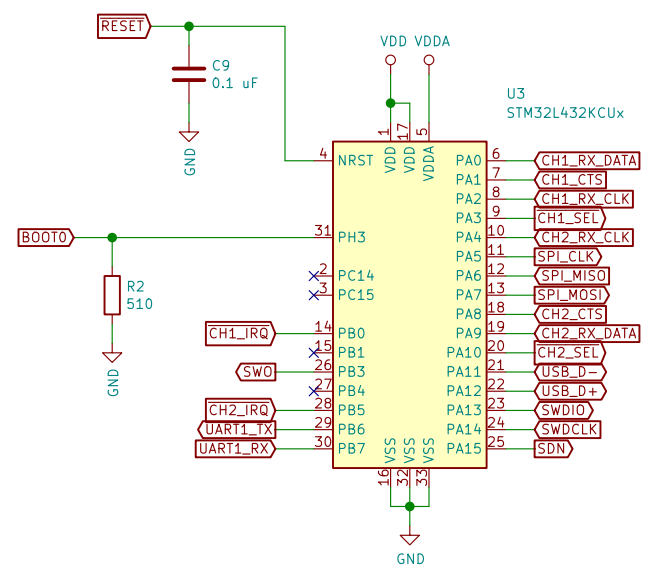 RESET
C9
0.1 uF
GND
VDD VDDA
U3
STM32L432KCUx
1 17 5
VDD VDD VDDA
4 NRST
31 PH3
2 PC14
3 PC15
14 PB0
15 PB1
26 PB3
27 PB4
28 PB5
29 PB6
30 PB7
PA0 6 CH1_RX_DATA
PA1 7 CH1_CTS
PA2 8 CH1_RX_CLK
PA3 9 CH1_SEL
PA4 10 CH2_RX_CLK
PA5 11 SPI_CLK
PA6 12 SPI_MISO
PA7 13 SPI_MOSI
PA8 18 CH2_CTS
PA9 19 CH2_RX_DATA
PA10 20 CH2_SEL
PA11 21 USB_D-
PA12 22 USB_D+
PA13 23 SWDIO
PA14 24 SWDCLK
PA15 25 SDN
BOOT0
R2
510
GND
CH1_IRQ
SWO
CH2_IRQ
UART1_TX
UART1_RX
VSS VSS VSS
16 32 33
GND